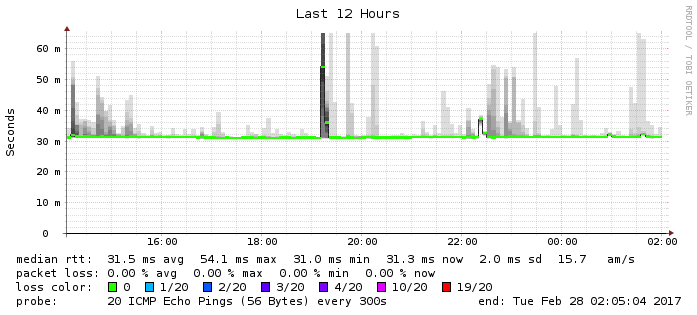 Last 12 Hours
RRDTOOL / TOBI OETIKER
Seconds
60 m
50 m
40 m
30 m
20 m
10 m
0
16:00 18:00 20:00 22:00 00:00 02:00
median rtt: 31.5 ms avg 54.1 ms max 31.0 ms min 31.3 ms now 2.0 ms sd 15.7 am/s
packet loss: 0.00 % avg 0.00 % max 0.00 % min 0.00 % now
loss color: 0 1/20 2/20 3/20 4/20 10/20 19/20
probe: 20 ICMP Echo Pings (56 Bytes) every 300s end: Tue Feb 28 02:05:04 2017